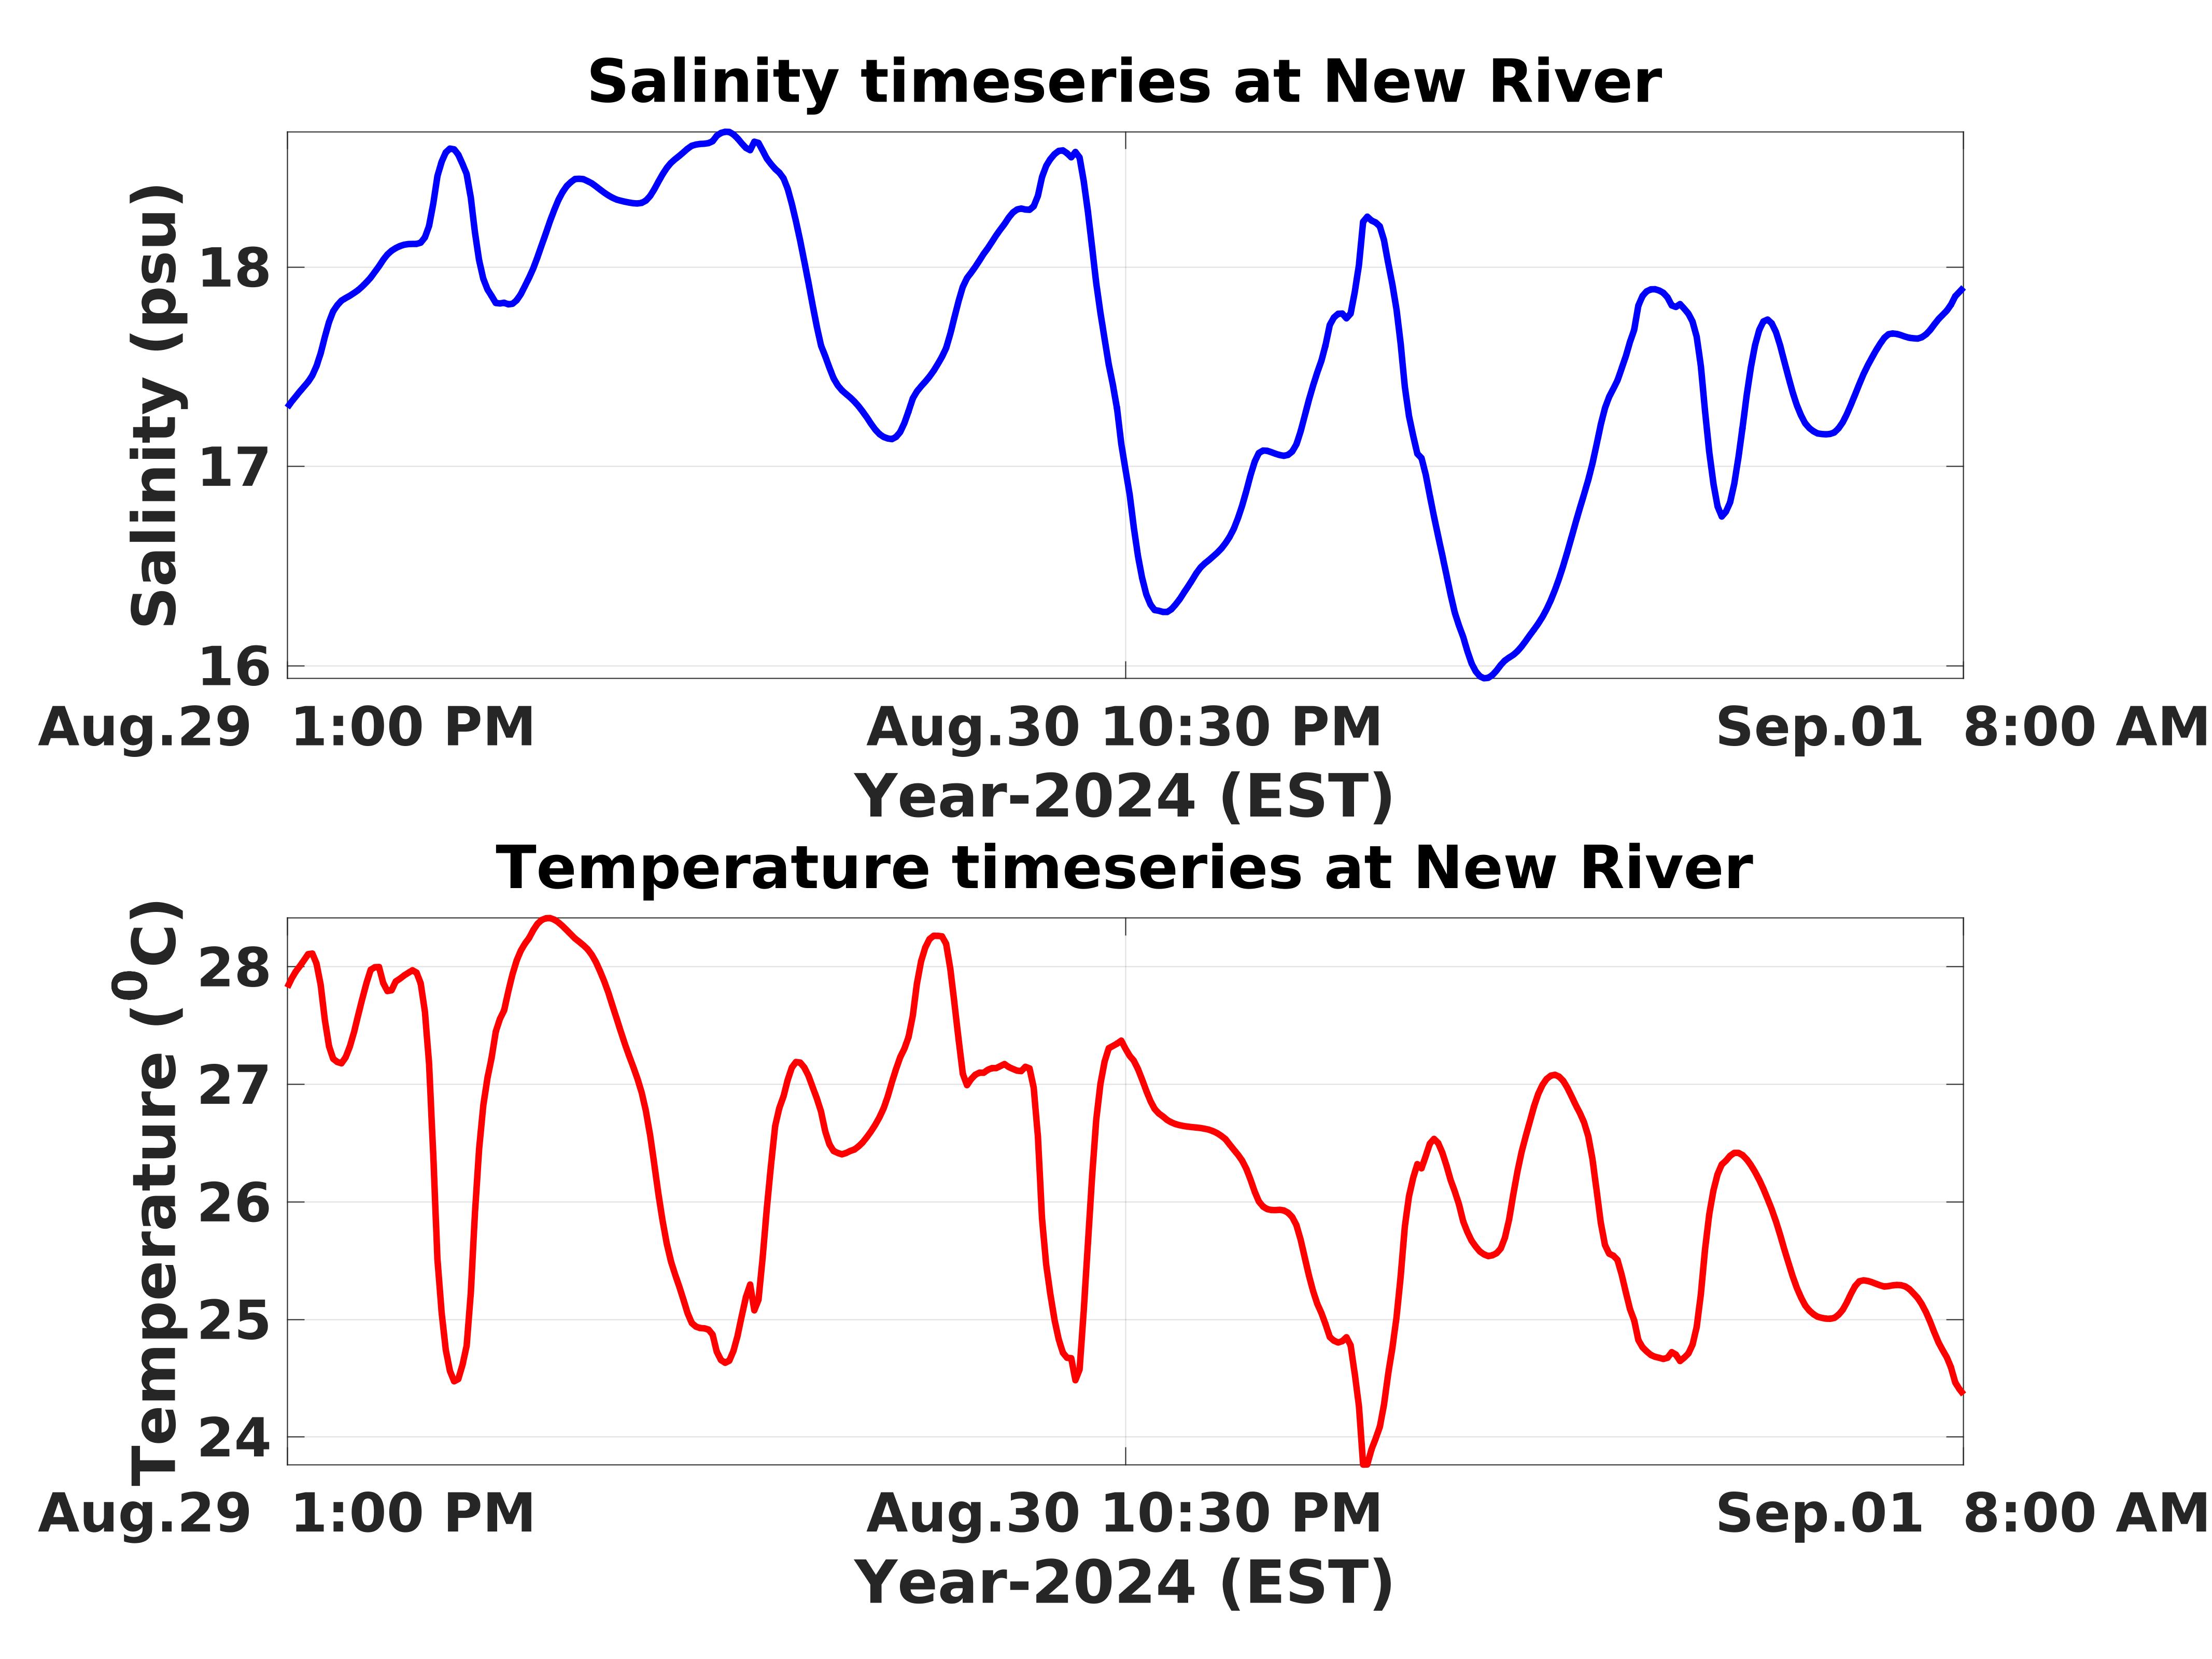 Salinity timeseries at New River
Salinity (psu)
18
17
16
Aug.29  1:00 PM
Aug.30 10:30 PM
Sep.01  8:00 AM
Year-2024 (EST)
Temperature timeseries at New River
Temperature (⁰C)
28
27
26
25
24
Aug.29  1:00 PM
Aug.30 10:30 PM
Sep.01  8:00 AM
Year-2024 (EST)